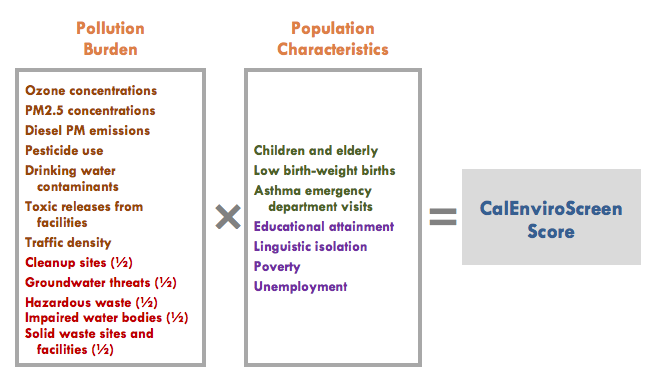 Pollution
Burden
Ozone concentrations
PM2.5 concentrations
Diesel PM emissions
Pesticide use
Drinking water
contaminants
Toxic releases from
facilities
Traffic density
Cleanup sites (½)
Groundwater threats (½)
Hazardous waste (½)
Impaired water bodies (½)
Solid waste sites and
facilities (½)
×
Population
Characteristics
Children and elderly
Low birth-weight births
Asthma emergency
department visits
Educational attainment
Linguistic isolation
Poverty
Unemployment
=
CalEnviroScreen
Score